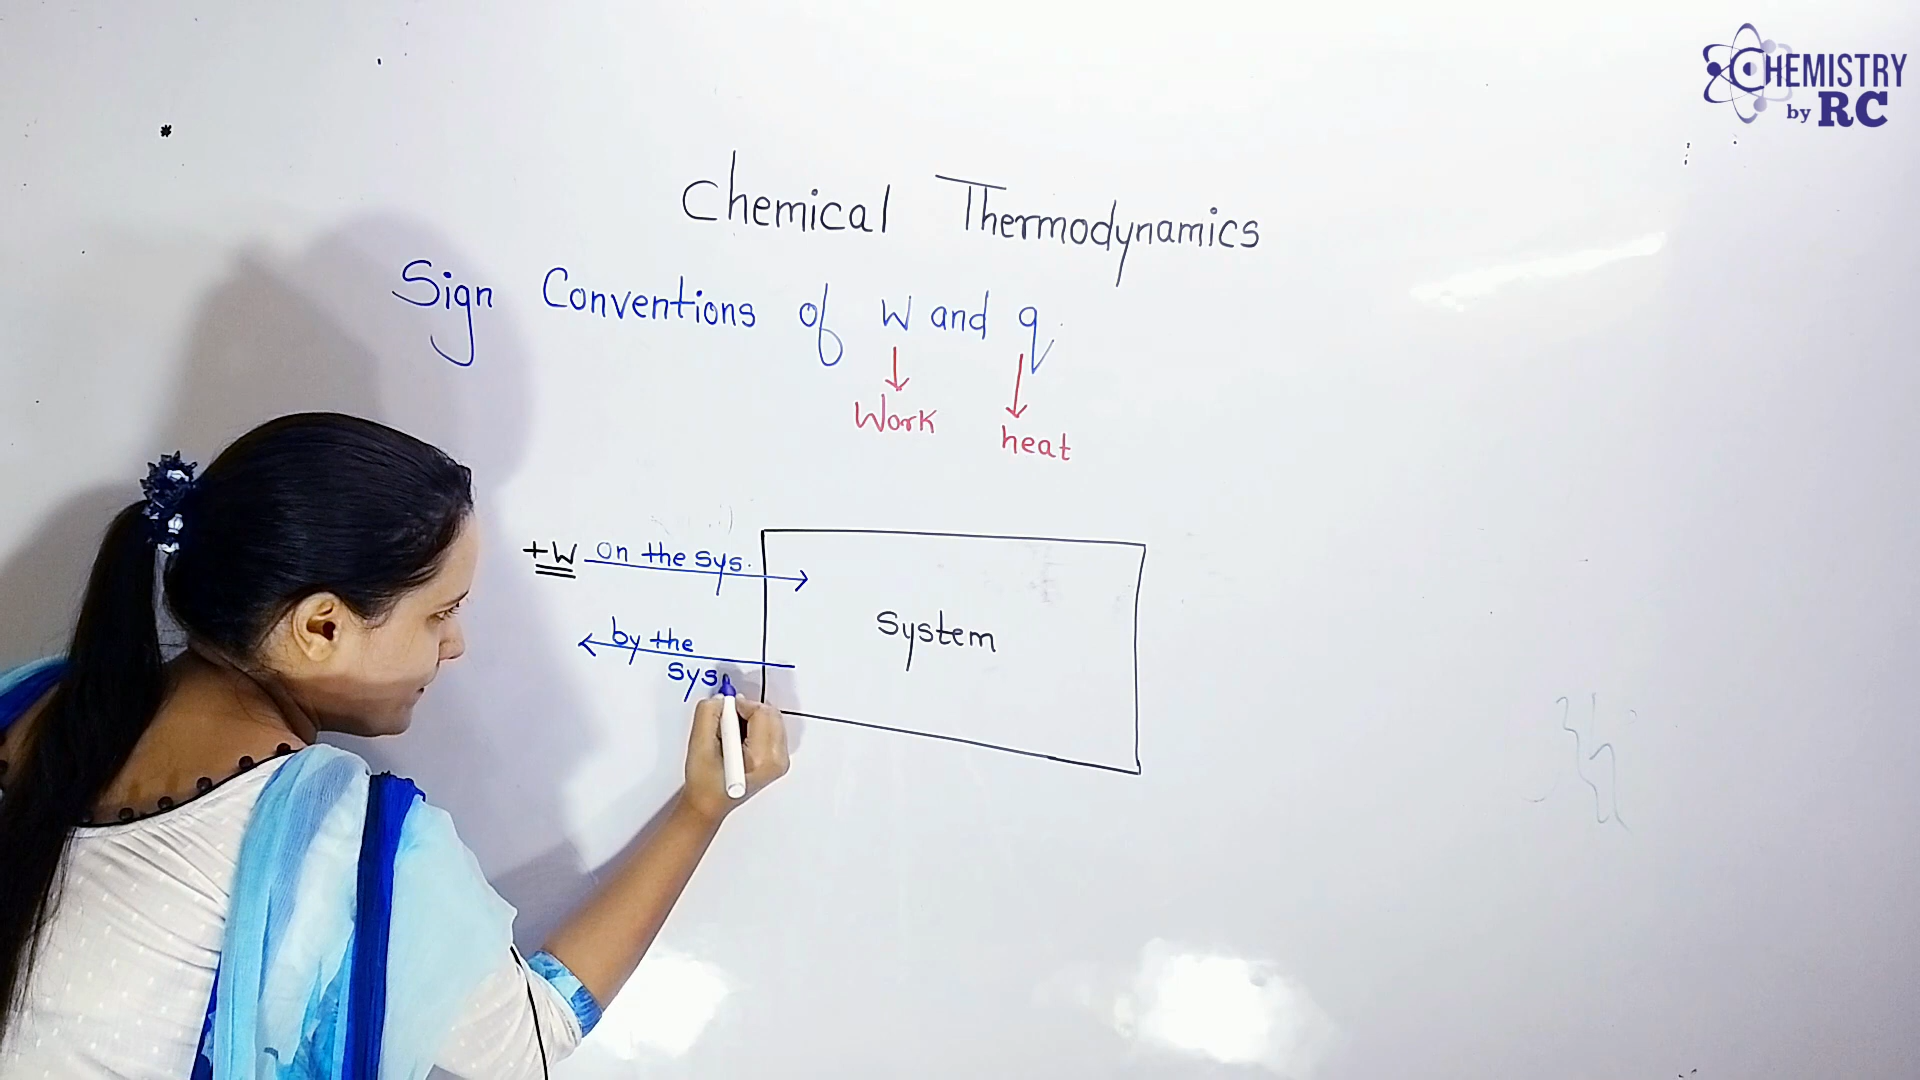 CHEMISTRY
by RC
Chemical Thermodynamics
Sign Conventions of W and q
Work heat
+W on the sys.
System
by the
sys